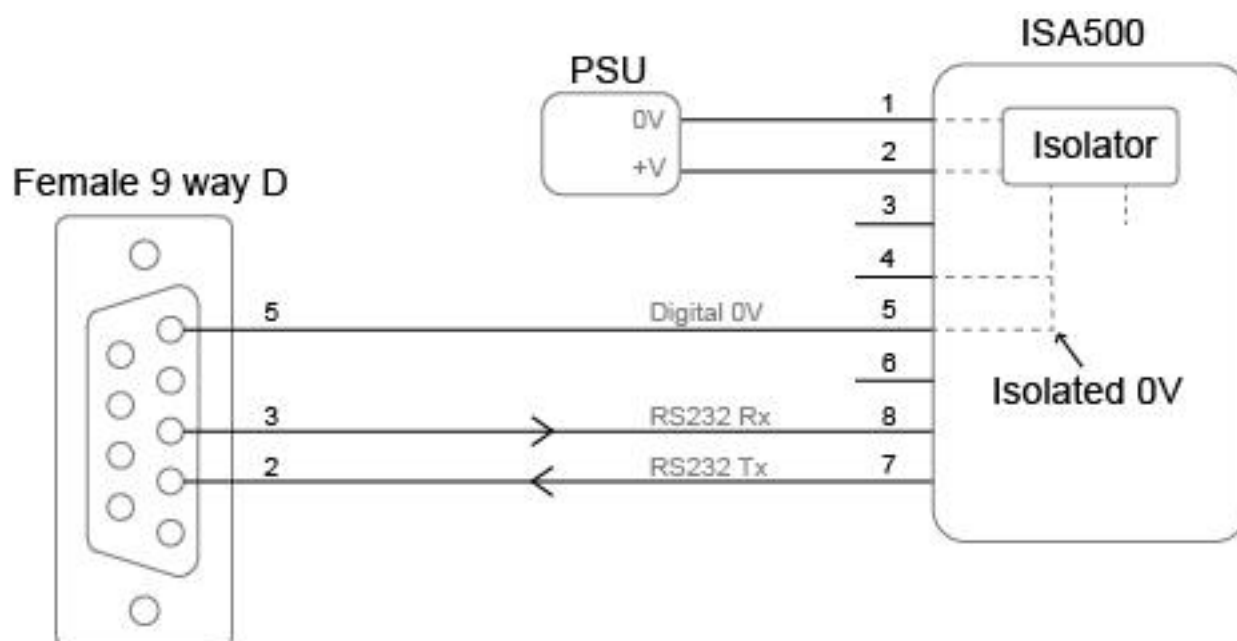 ISA500
PSU
0V
+V
1
2
Isolator
3
4
Female 9 way D
5
Digital 0V
5
6
Isolated 0V
3
RS232 Rx
8
2
RS232 Tx
7